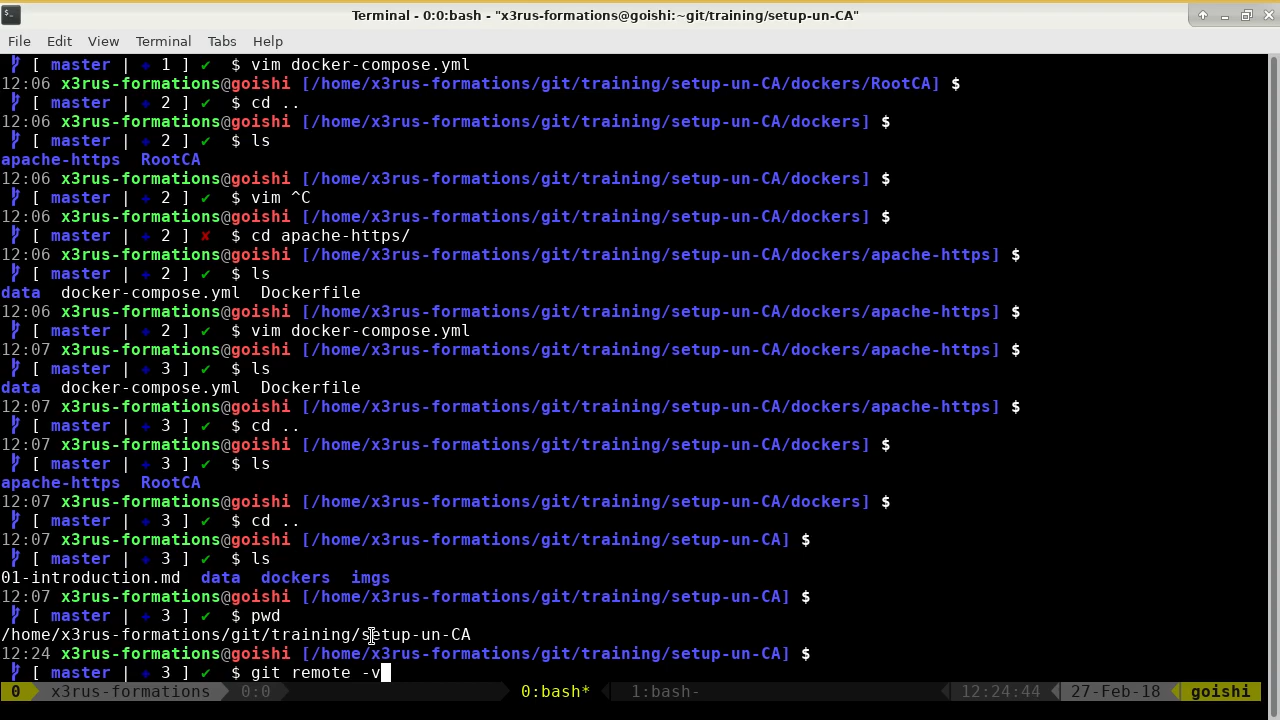 Terminal - 0:0:bash - "x3rus-formations@goishi:~git/training/setup-un-CA"
File Edit View Terminal Tabs Help
[ master | + 1 ] ✔ $ vim docker-compose.yml
12:06 x3rus-formations@goishi [/home/x3rus-formations/git/training/setup-un-CA/dockers/RootCA] $
[ master | + 2 ] ✔ $ cd ..
12:06 x3rus-formations@goishi [/home/x3rus-formations/git/training/setup-un-CA/dockers] $
[ master | + 2 ] ✔ $ ls
apache-https RootCA
12:06 x3rus-formations@goishi [/home/x3rus-formations/git/training/setup-un-CA/dockers] $
[ master | + 2 ] ✔ $ vim ^C
12:06 x3rus-formations@goishi [/home/x3rus-formations/git/training/setup-un-CA/dockers] $
[ master | + 2 ] ✘ $ cd apache-https/
12:06 x3rus-formations@goishi [/home/x3rus-formations/git/training/setup-un-CA/dockers/apache-https] $
[ master | + 2 ] ✔ $ ls
data docker-compose.yml Dockerfile
12:06 x3rus-formations@goishi [/home/x3rus-formations/git/training/setup-un-CA/dockers/apache-https] $
[ master | + 2 ] ✔ $ vim docker-compose.yml
12:07 x3rus-formations@goishi [/home/x3rus-formations/git/training/setup-un-CA/dockers/apache-https] $
[ master | + 3 ] ✔ $ ls
data docker-compose.yml Dockerfile
12:07 x3rus-formations@goishi [/home/x3rus-formations/git/training/setup-un-CA/dockers/apache-https] $
[ master | + 3 ] ✔ $ cd ..
12:07 x3rus-formations@goishi [/home/x3rus-formations/git/training/setup-un-CA/dockers] $
[ master | + 3 ] ✔ $ ls
apache-https RootCA
12:07 x3rus-formations@goishi [/home/x3rus-formations/git/training/setup-un-CA/dockers] $
[ master | + 3 ] ✔ $ cd ..
12:07 x3rus-formations@goishi [/home/x3rus-formations/git/training/setup-un-CA] $
[ master | + 3 ] ✔ $ ls
01-introduction.md data dockers imgs
12:07 x3rus-formations@goishi [/home/x3rus-formations/git/training/setup-un-CA] $
[ master | + 3 ] ✔ $ pwd
/home/x3rus-formations/git/training/setup-un-CA
12:24 x3rus-formations@goishi [/home/x3rus-formations/git/training/setup-un-CA] $
[ master | + 3 ] ✔ $ git remote -v
0 x3rus-formations 0:0 0:bash* 1:bash- 12:24:44 27-Feb-18 goishi